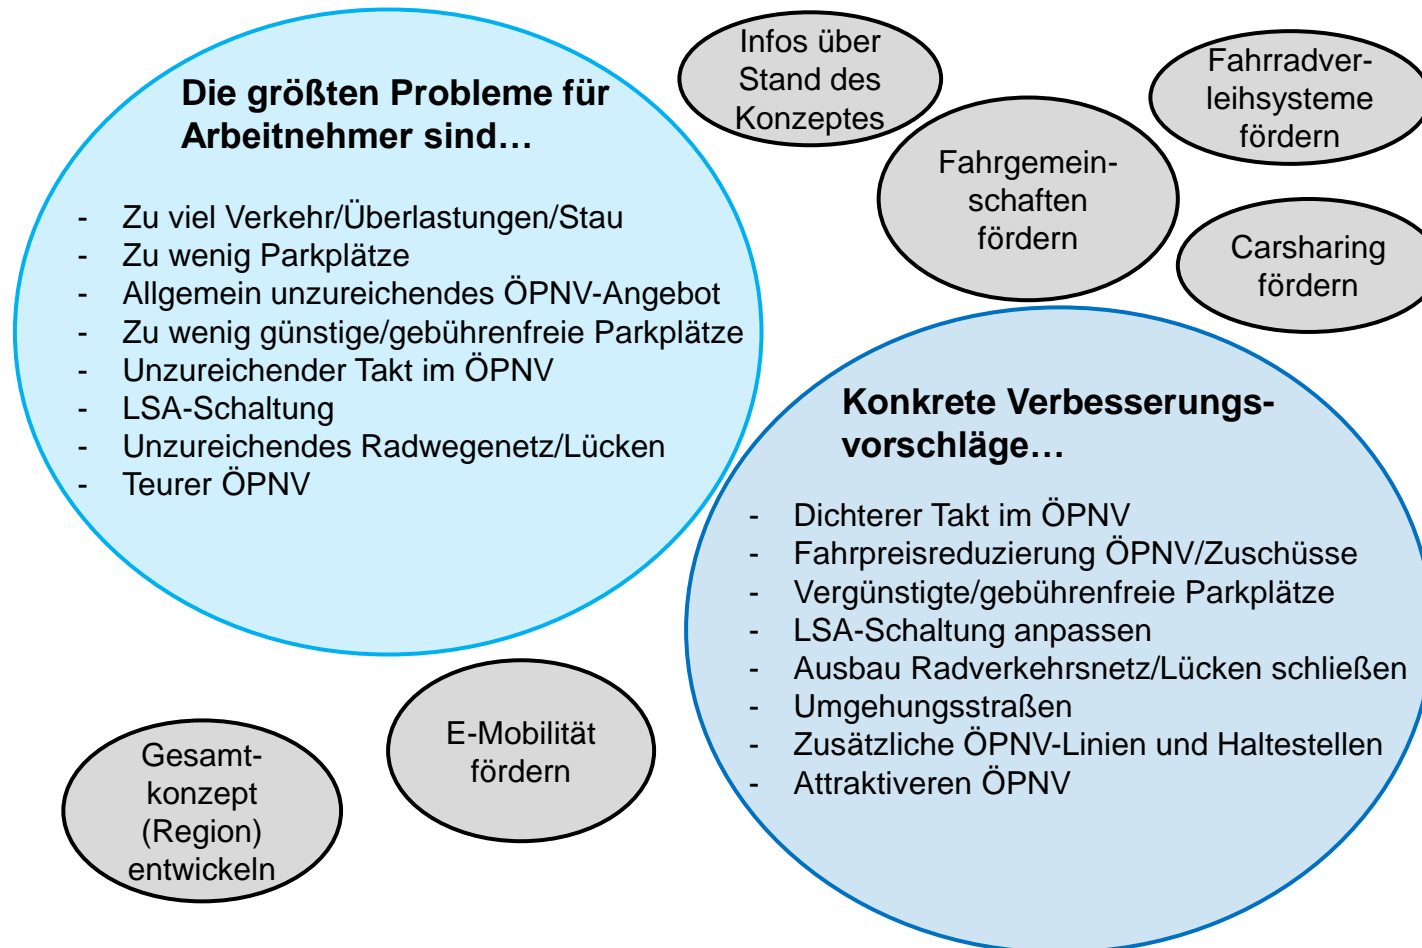 Die größten Probleme für
Arbeitnehmer sind…
- Zu viel Verkehr/Überlastungen/Stau
- Zu wenig Parkplätze
- Allgemein unzureichendes ÖPNV-Angebot
- Zu wenig günstige/gebührenfreie Parkplätze
- Unzureichender Takt im ÖPNV
- LSA-Schaltung
- Unzureichendes Radwegenetz/Lücken
- Teurer ÖPNV
Infos über
Stand des
Konzeptes
Fahrgemein-
schaften
fördern
Fahrradver-
leihsysteme
fördern
Carsharing
fördern
Konkrete Verbesserungs-
vorschläge…
- Dichterer Takt im ÖPNV
- Fahrpreisreduzierung ÖPNV/Zuschüsse
- Vergünstigte/gebührenfreie Parkplätze
- LSA-Schaltung anpassen
- Ausbau Radverkehrsnetz/Lücken schließen
- Umgehungsstraßen
- Zusätzliche ÖPNV-Linien und Haltestellen
- Attraktiveren ÖPNV
E-Mobilität
fördern
Gesamt-
konzept
(Region)
entwickeln